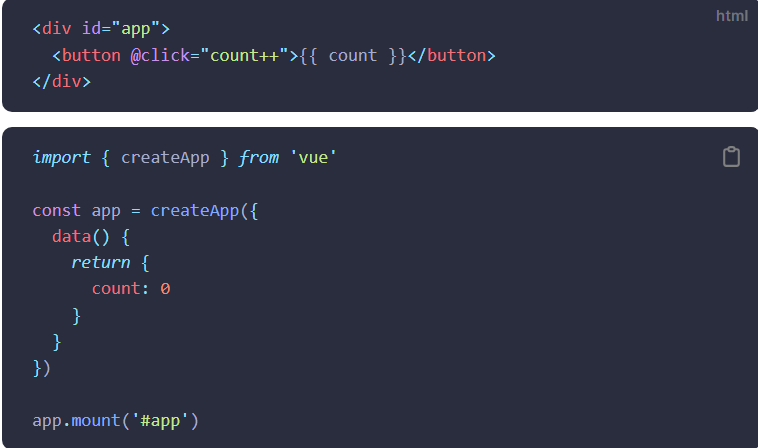 html
<div id="app">
  <button @click="count++">{{ count }}</button>
</div>
import { createApp } from 'vue'
const app = createApp({
  data() {
    return {
      count: 0
    }
  }
})
app.mount('#app')